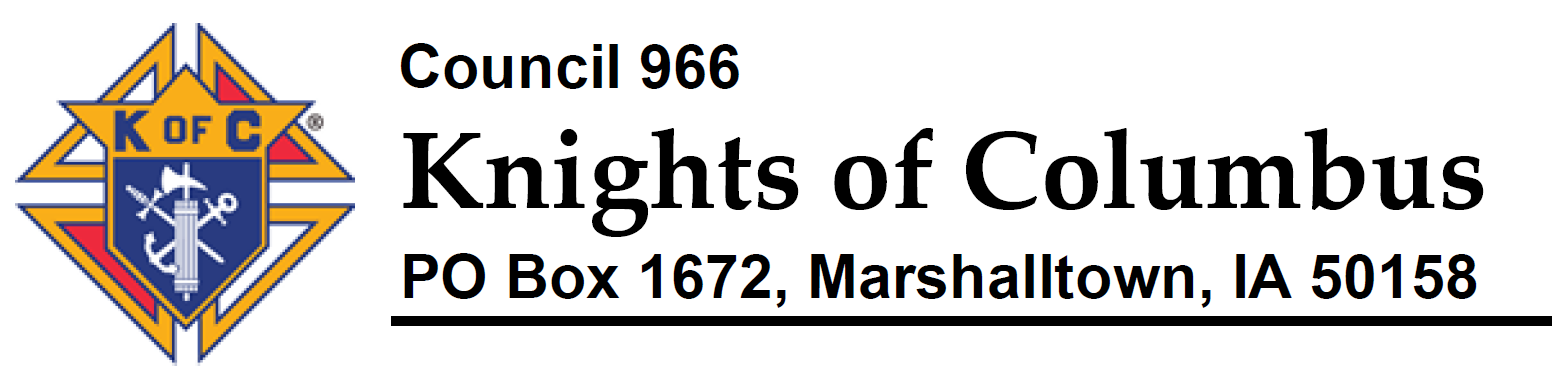 K OF C ®
Council 966
Knights of Columbus
PO Box 1672, Marshalltown, IA 50158